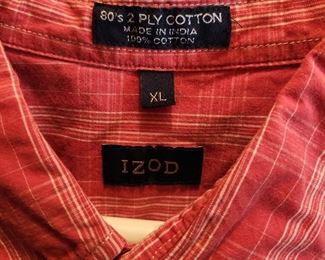 80's 2 PLY COTTON
MADE IN INDIA
100% COTTON
XL
IZOD